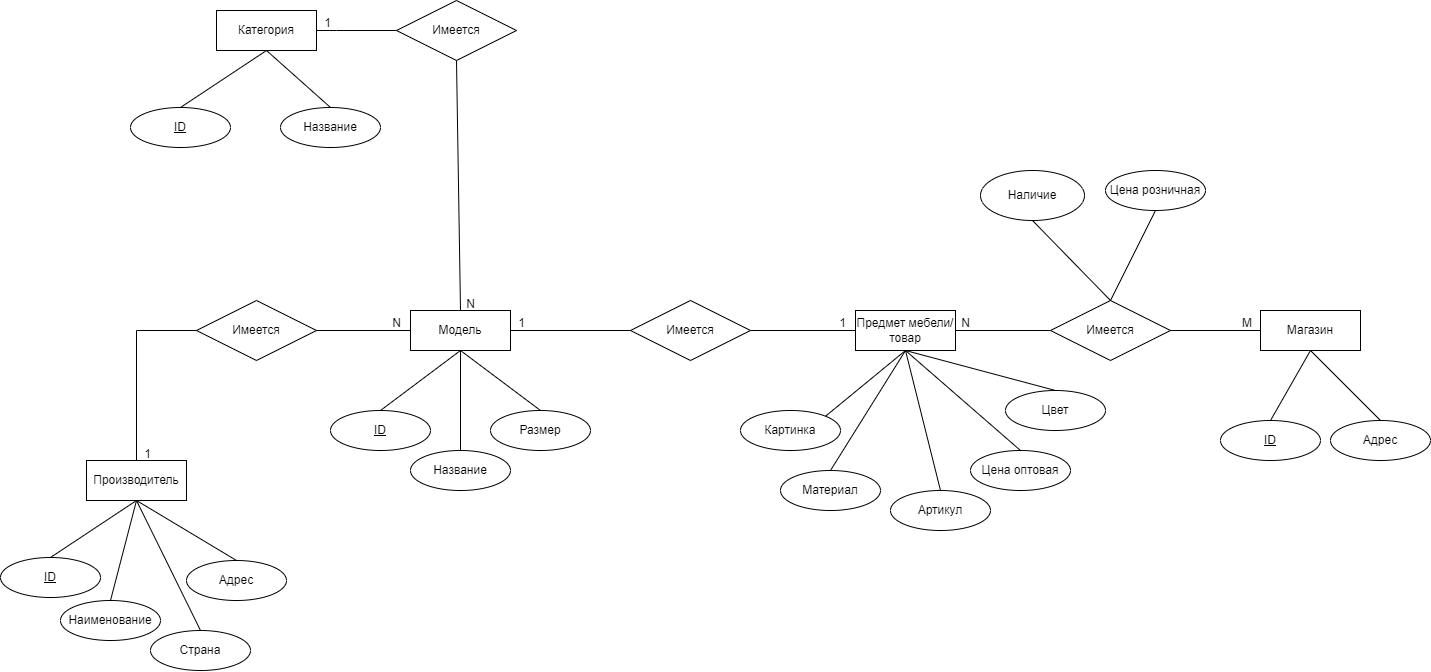 Категория
1
Имеется
ID
Название
Наличие
Цена розничная
N
Имеется
N
Модель
1
Имеется
1
Предмет мебели/
товар
N
Имеется
M
Магазин
ID
Название
Размер
Картинка
Материал
Артикул
Цена оптовая
Цвет
ID
Адрес
1
Производитель
ID
Наименование
Страна
Адрес